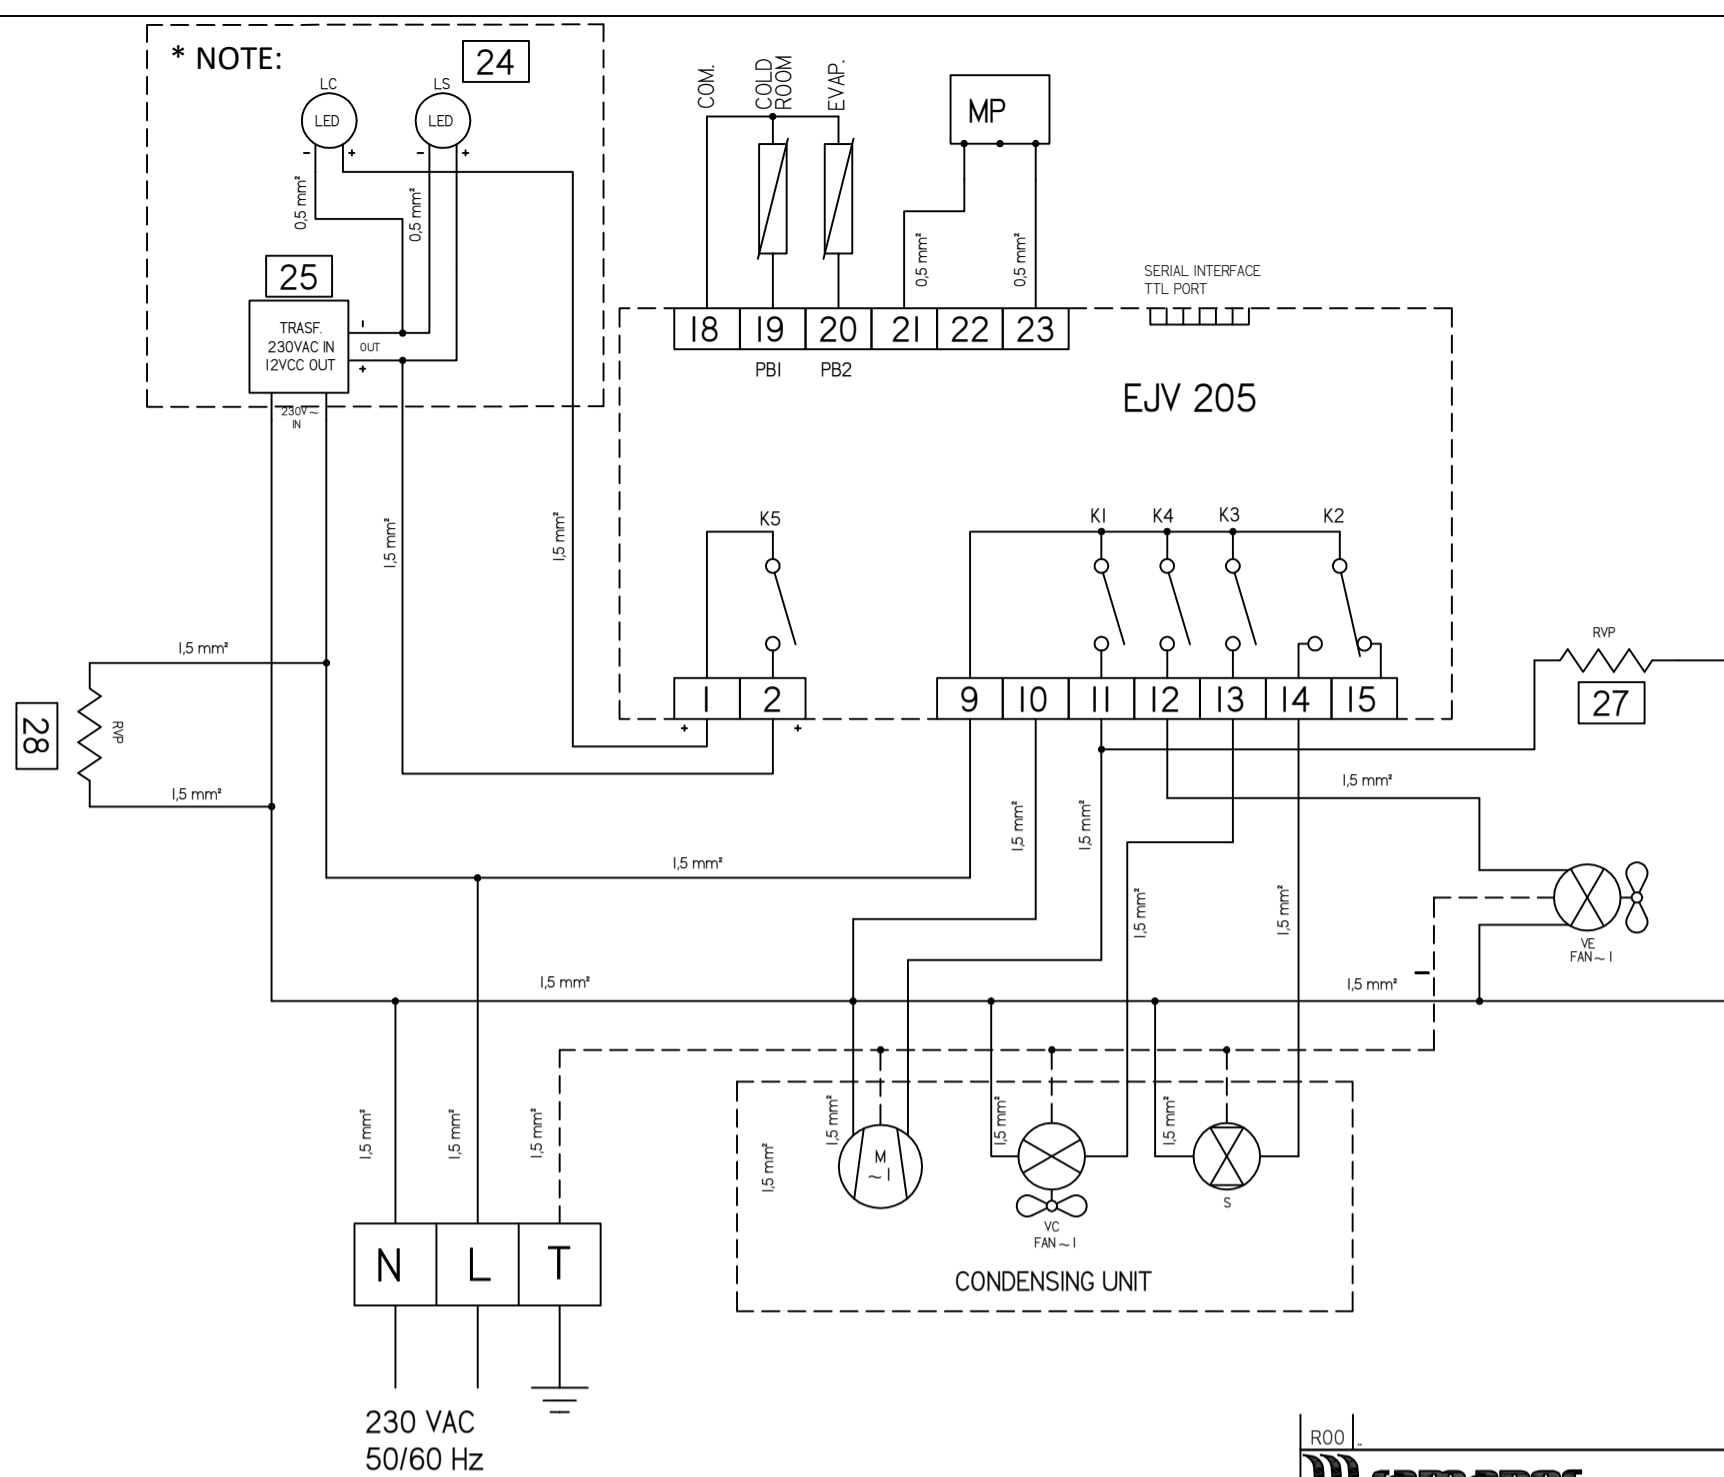 * NOTE:
24
LC
LS
LED
LED
- +
- +
0,5 mm²
0,5 mm²
25
TRASF.
230VAC IN
12VCC OUT
-
OUT
+
230V~
IN
COM.
COLD
ROOM
EVAP.
MP
0,5 mm²
0,5 mm²
SERIAL INTERFACE
TTL PORT
18 19 20 21 22 23
PB1 PB2
EJV 205
1,5 mm²
1,5 mm²
K5
K1 K4 K3 K2
1 2
+ +
9 10 11 12 13 14 15
RVP
27
1,5 mm²
28
RVP
1,5 mm²
1,5 mm²
1,5 mm²
1,5 mm²
1,5 mm²
1,5 mm²
1,5 mm²
1,5 mm²
VE
FAN~1
1,5 mm²
1,5 mm²
1,5 mm²
1,5 mm²
1,5 mm²
1,5 mm²
1,5 mm²
1,5 mm²
1,5 mm²
M
~1
VC
FAN~1
S
CONDENSING UNIT
N L T
230 VAC
50/60 Hz
R00